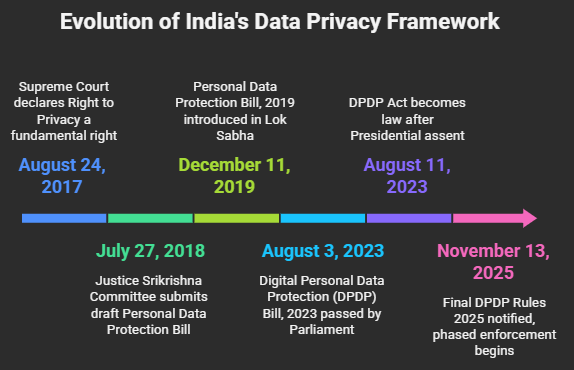 Evolution of India's Data Privacy Framework
Supreme Court
declares Right to
Privacy a
fundamental right
August 24,
2017
July 27, 2018
Justice Srikrishna
Committee submits
draft Personal Data
Protection Bill
Personal Data
Protection Bill, 2019
introduced in Lok
Sabha
December 11,
2019
August 3, 2023
Digital Personal Data
Protection (DPDP)
Bill, 2023 passed by
Parliament
DPDP Act becomes
law after
Presidential assent
August 11,
2023
November 13,
2025
Final DPDP Rules
2025 notified,
phased enforcement
begins